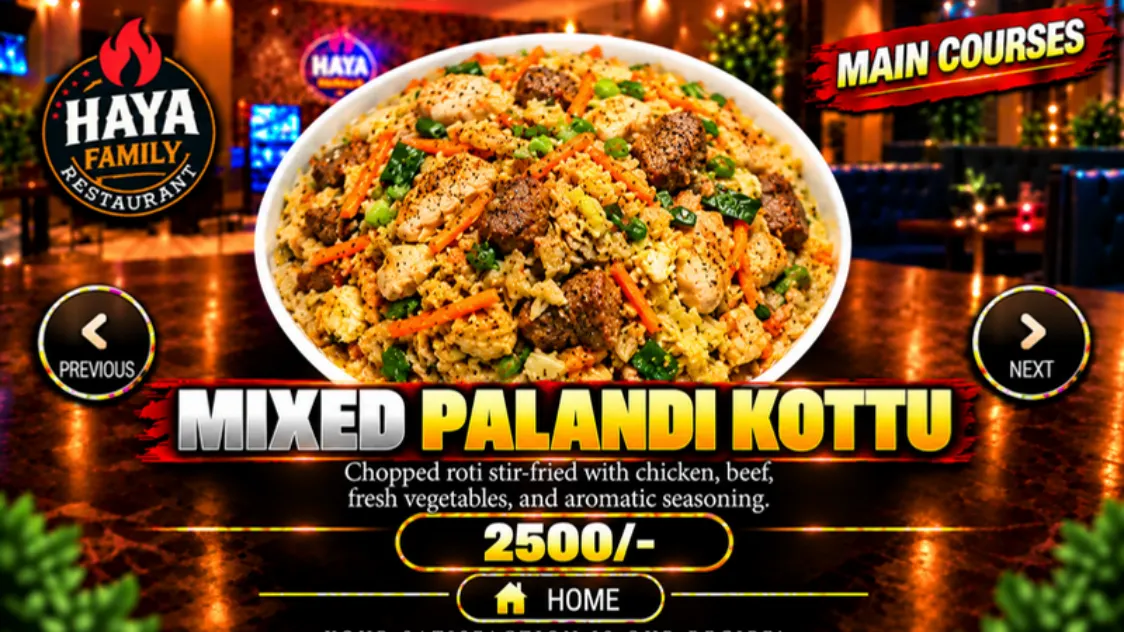 HAYA
FAMILY
RESTAURANT
HAYA
MAIN COURSES
PREVIOUS
NEXT
MIXED PALANDI KOTTU
Chopped roti stir-fried with chicken, beef,
fresh vegetables, and aromatic seasoning.
2500/-
HOME